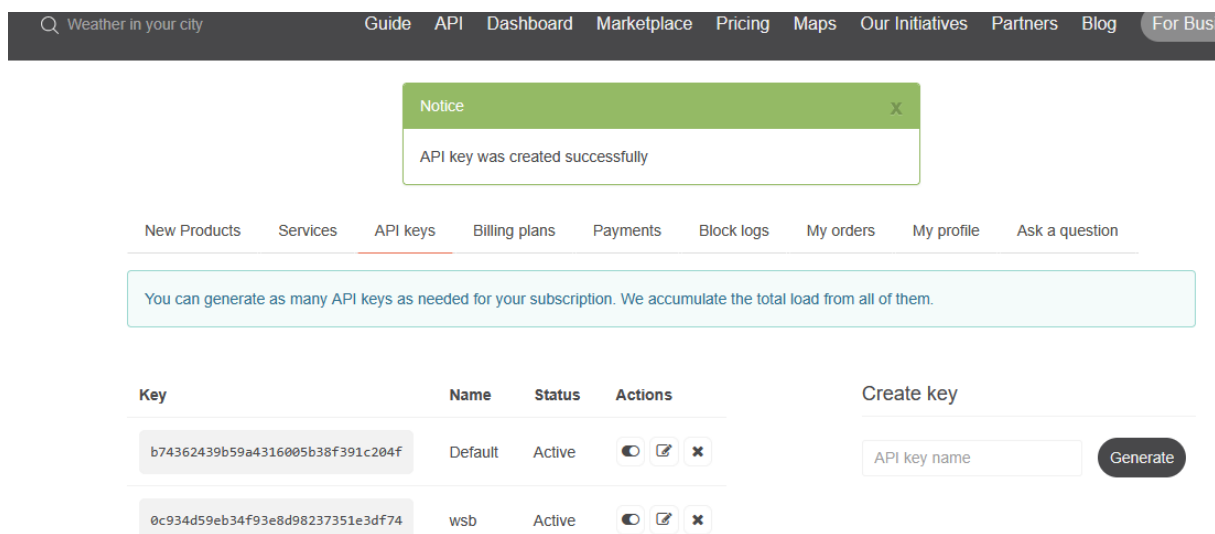 Weather in your city Guide API Dashboard Marketplace Pricing Maps Our Initiatives Partners Blog For Busi
Notice x
API key was created successfully
New Products Services API keys Billing plans Payments Block logs My orders My profile Ask a question
You can generate as many API keys as needed for your subscription. We accumulate the total load from all of them.
Key Name Status Actions Create key
b74362439b59a4316005b38f391c204f Default Active API key name Generate
0c934d59eb34f93e8d98237351e3df74 wsb Active